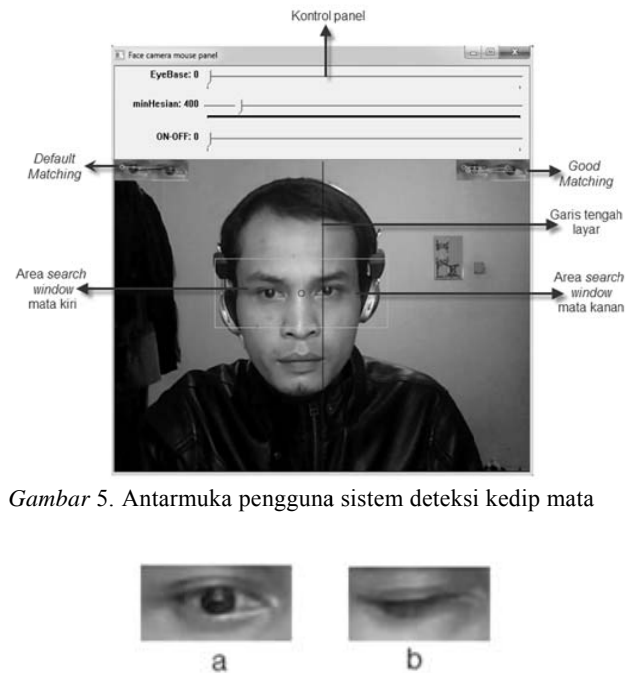 Kontrol panel
Face camera mouse panel
EyeBase: 0
minHesian: 400
ON-OFF: 0
Default
Matching
Good
Matching
Garis tengah
layar
Area search
window
mata kiri
Area search
window
mata kanan
Gambar 5. Antarmuka pengguna sistem deteksi kedip mata
a
b